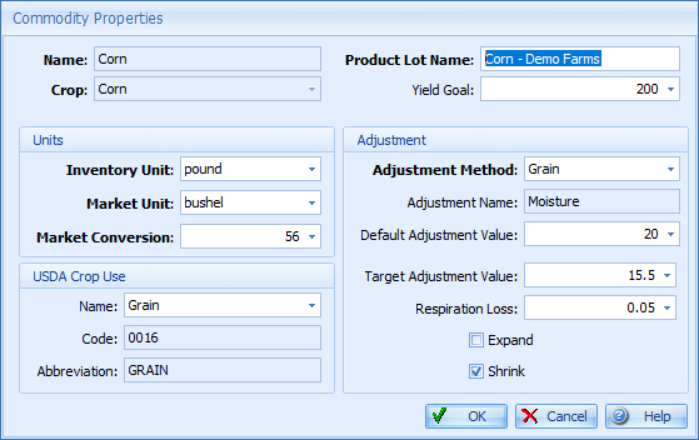 Commodity Properties
Name: Corn
Product Lot Name: Corn - Demo Farms
Crop: Corn
Yield Goal: 200
Units
Inventory Unit: pound
Market Unit: bushel
Market Conversion: 56
Adjustment
Adjustment Method: Grain
Adjustment Name: Moisture
Default Adjustment Value: 20
Target Adjustment Value: 15.5
Respiration Loss: 0.05
Expand
Shrink
USDA Crop Use
Name: Grain
Code: 0016
Abbreviation: GRAIN
OK
Cancel
Help